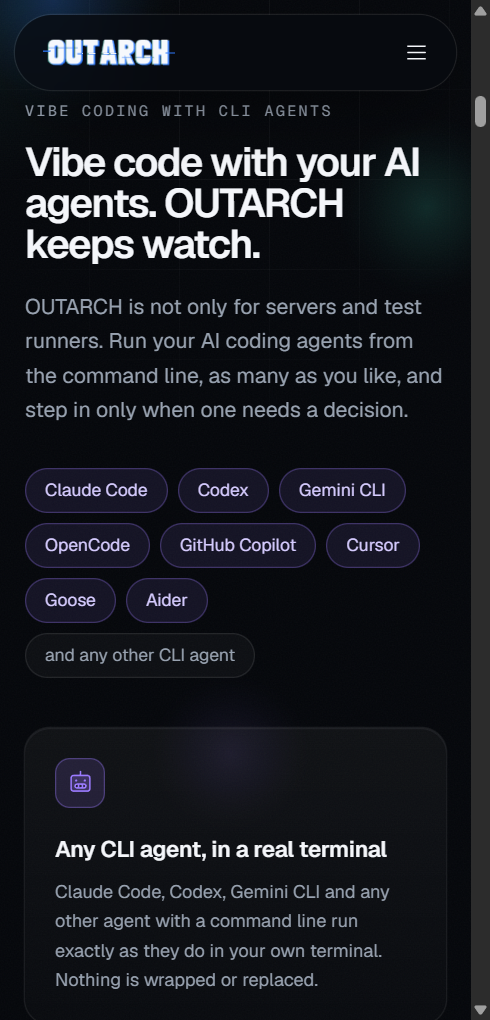 OUTARCH
VIBE CODING WITH CLI AGENTS
Vibe code with your AI
agents. OUTARCH
keeps watch.
OUTARCH is not only for servers and test
runners. Run your AI coding agents from
the command line, as many as you like, and
step in only when one needs a decision.
Claude Code Codex Gemini CLI
OpenCode GitHub Copilot Cursor
Goose Aider
and any other CLI agent
Any CLI agent, in a real terminal
Claude Code, Codex, Gemini CLI and any
other agent with a command line run
exactly as they do in your own terminal.
Nothing is wrapped or replaced.